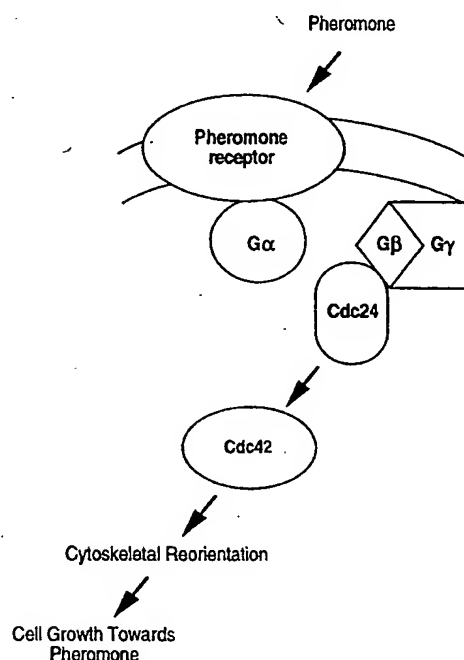 Pheromone
Pheromone
receptor
Gα
Gβ
Gγ
Cdc24
Cdc42
Cytoskeletal Reorientation
Cell Growth Towards
Pheromone